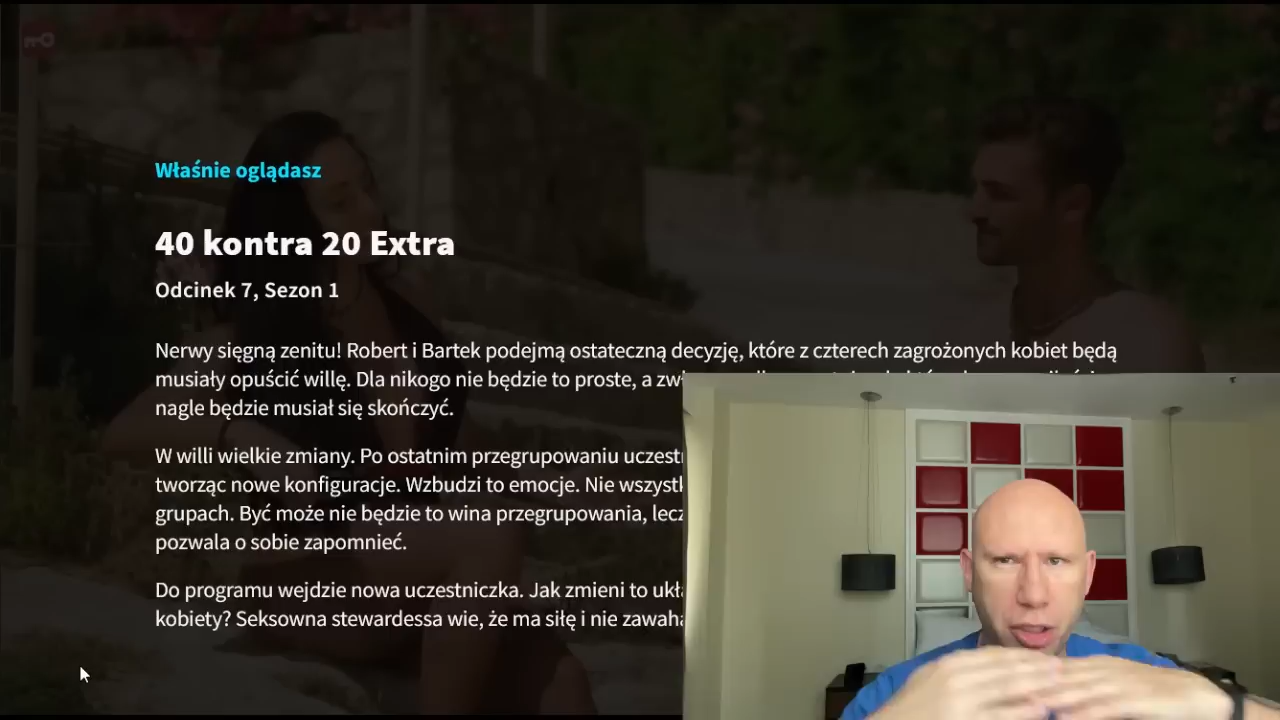 Właśnie oglądasz
40 kontra 20 Extra
Odcinek 7, Sezon 1
Nerwy sięgną zenitu! Robert i Bartek podejmą ostateczną decyzję, które z czterech zagrożonych kobiet będą
musiały opuścić willę. Dla nikogo nie będzie to proste, a
nagle będzie musiał się skończyć.
W willi wielkie zmiany. Po ostatnim przegrupowaniu
tworząc nowe konfiguracje. Wzbudzi to emocje. Nie
grupach. Być może nie będzie to wina przegrupowania, lecz
pozwala o sobie zapomnieć.
Do programu wejdzie nowa uczestniczka. Jak zmieni to
kobiety? Seksowna stewardessa wie, że ma siłę i nie